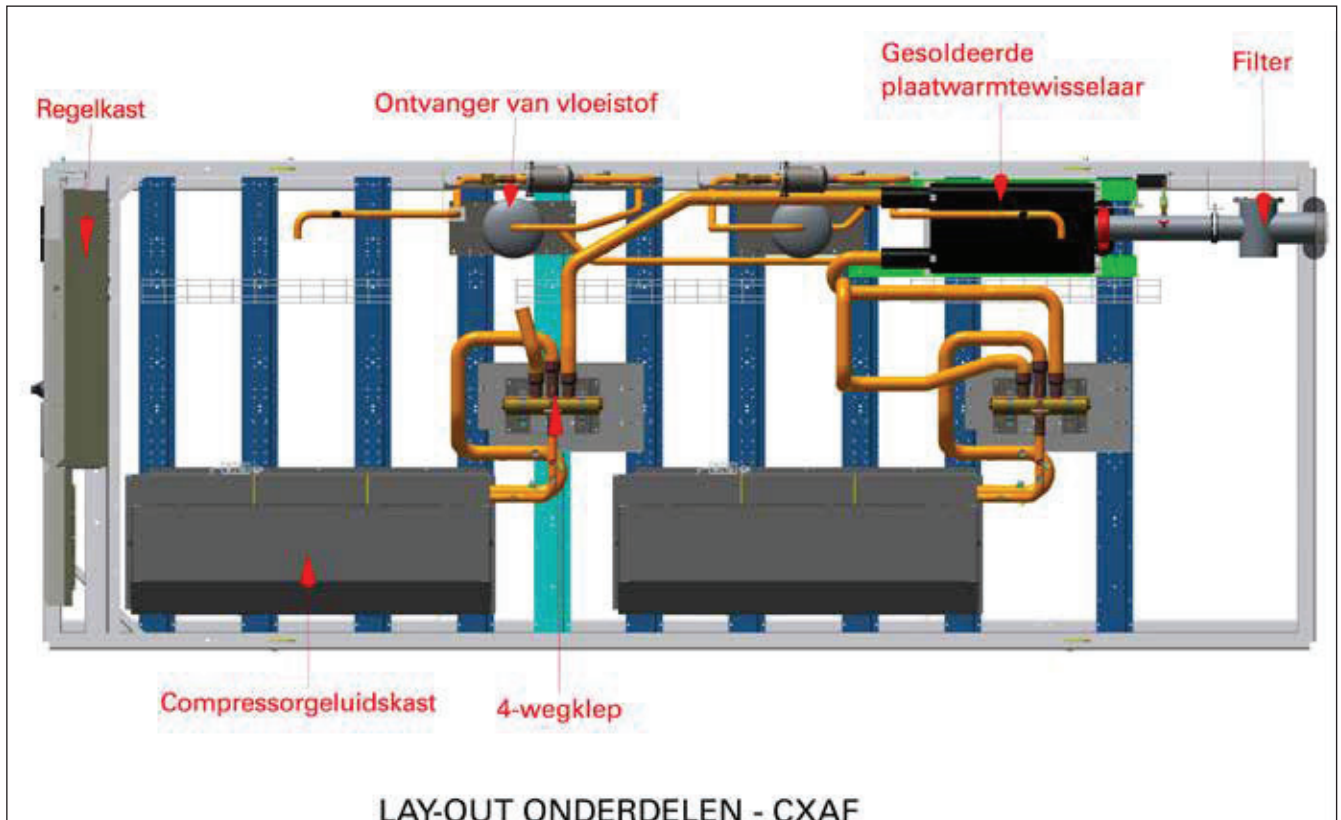 Regelkast
Ontvanger van vloeistof
Gesoldeerde
plaatwarmtewisselaar
Filter
Compressorgeluidskast
4-wegklep
LAY-OUT ONDERDELEN - CXAF